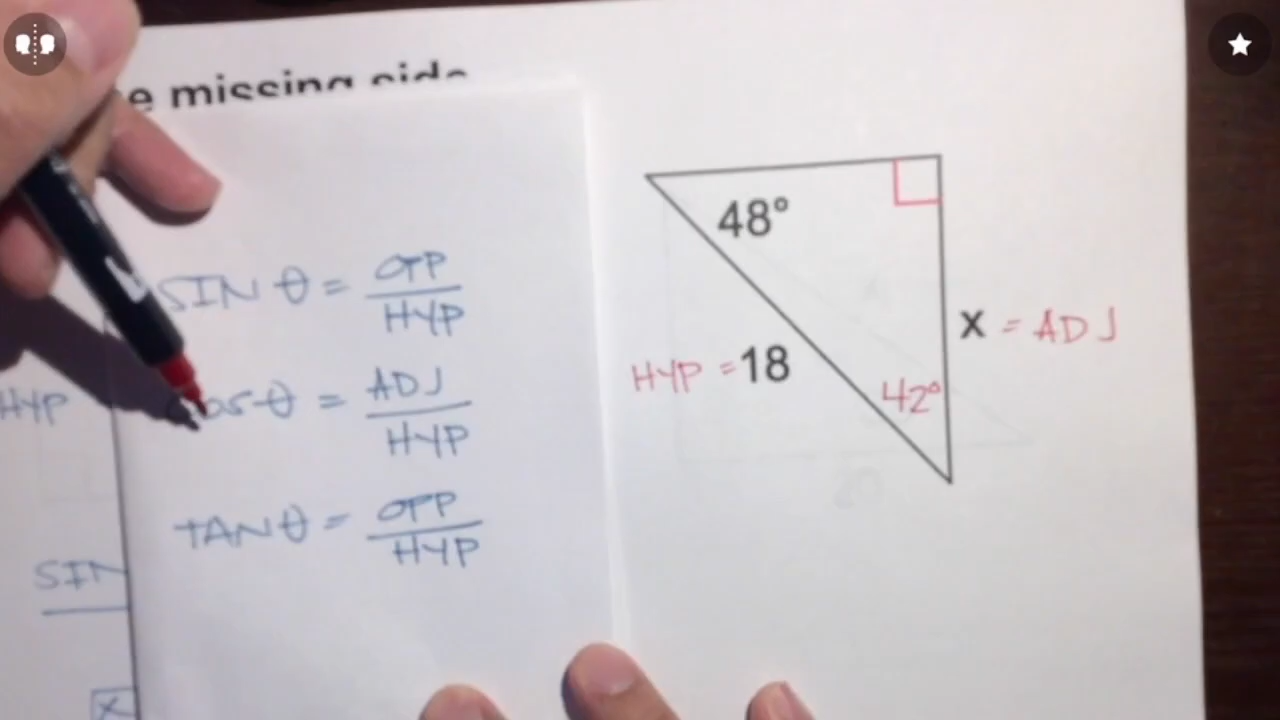 e missing side
SIN θ = OPP
HYP
COS θ = ADJ
HYP
TAN θ = OPP
HYP
HYP
SIN
X
48°
X = ADJ
HYP = 18
42°